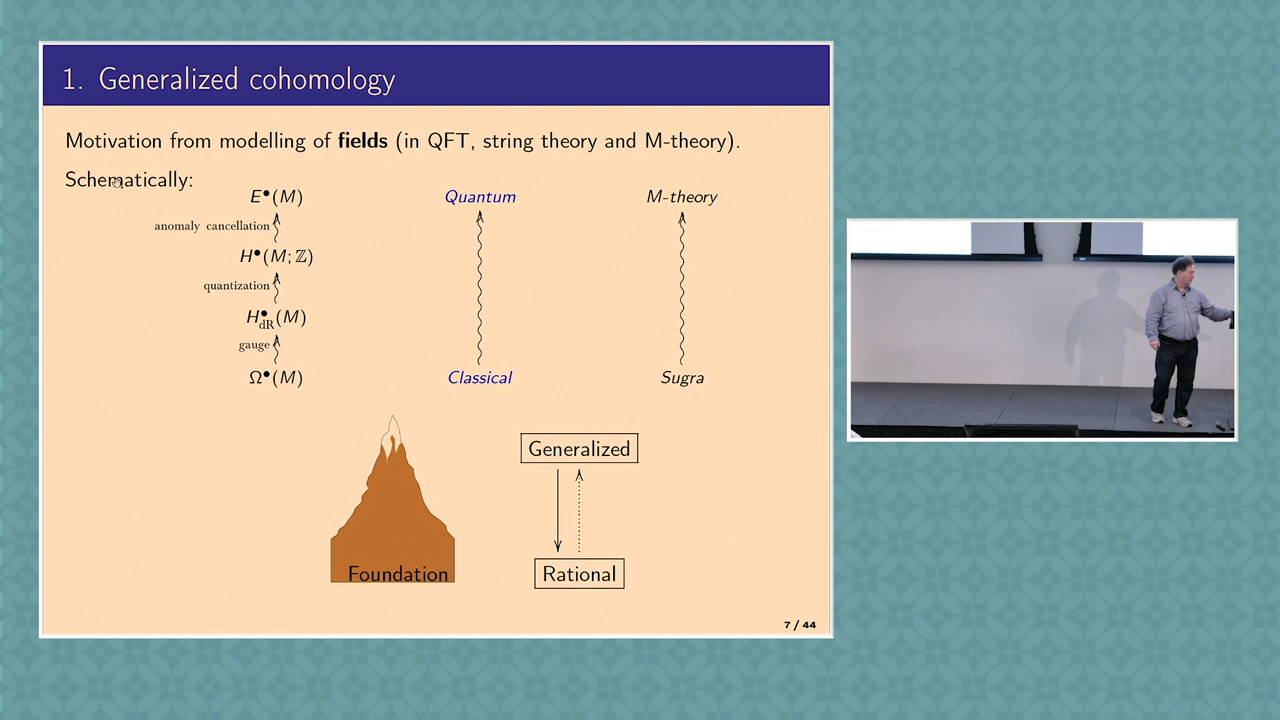 1. Generalized cohomology
Motivation from modelling of fields (in QFT, string theory and M-theory).
Schematically:
E•(M) Quantum M-theory
anomaly cancellation
H•(M; ℤ)
quantization
H•dR(M)
gauge
Ω•(M) Classical Sugra
Generalized
Foundation Rational
7 / 44